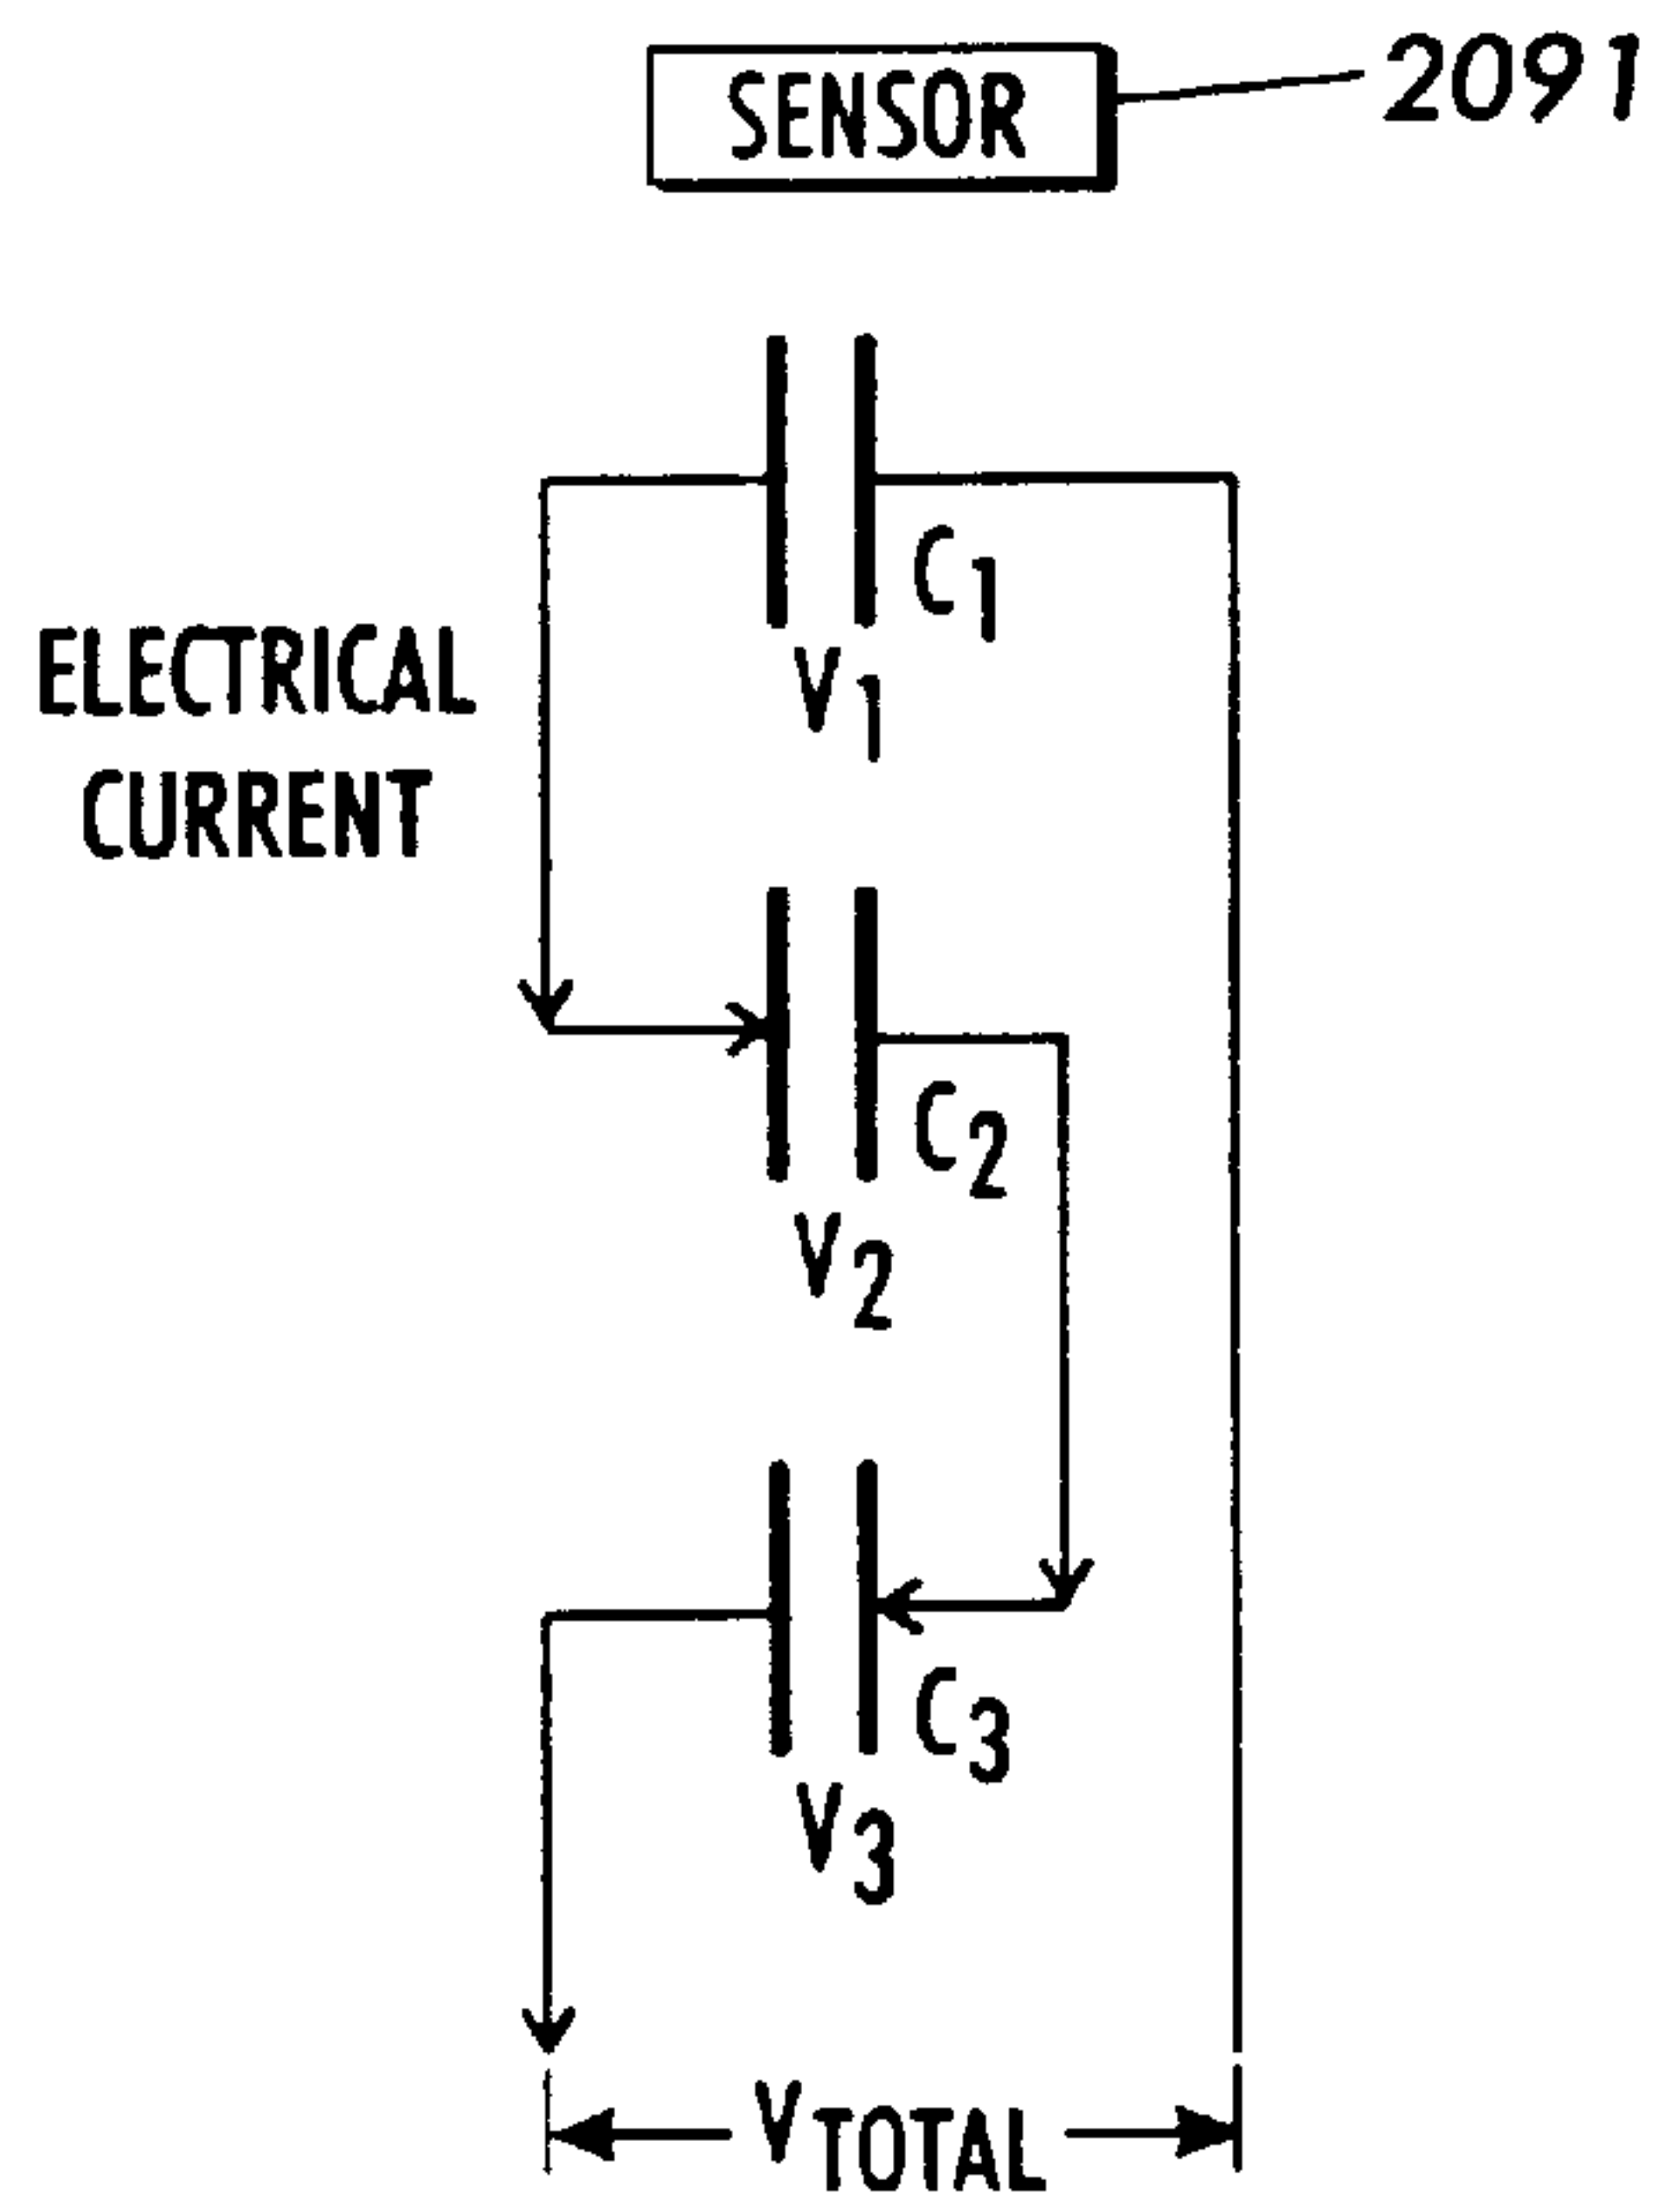 SENSOR
2091
C1
V1
ELECTRICAL
CURRENT
C2
V2
C3
V3
VTOTAL